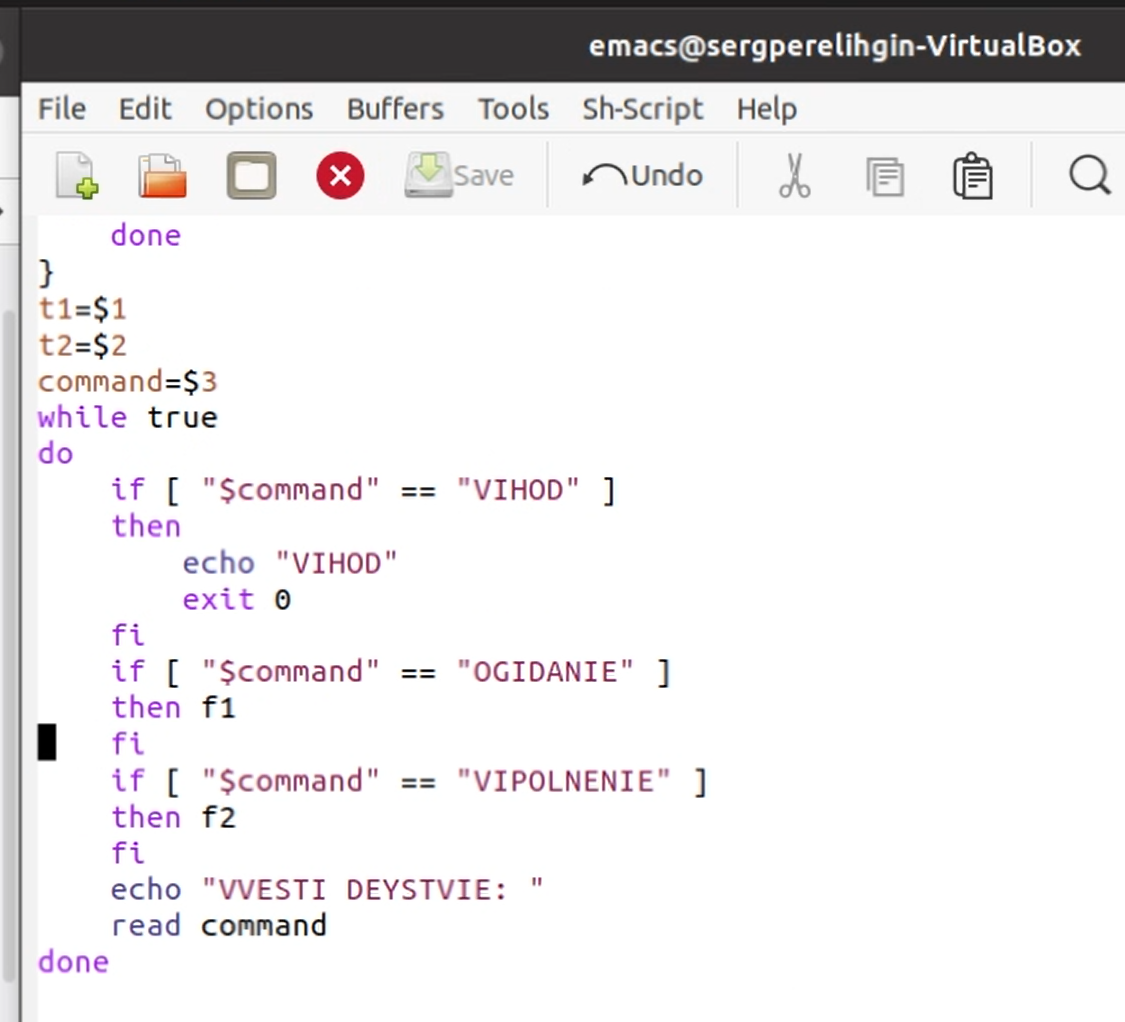 emacs@sergperelihgin-VirtualBox
File Edit Options Buffers Tools Sh-Script Help
Save Undo
    done
}
t1=$1
t2=$2
command=$3
while true
do
    if [ "$command" == "VIHOD" ]
    then
        echo "VIHOD"
        exit 0
    fi
    if [ "$command" == "OGIDANIE" ]
    then f1
    fi
    if [ "$command" == "VIPOLNENIE" ]
    then f2
    fi
    echo "VVESTI DEYSTVIE: "
    read command
done